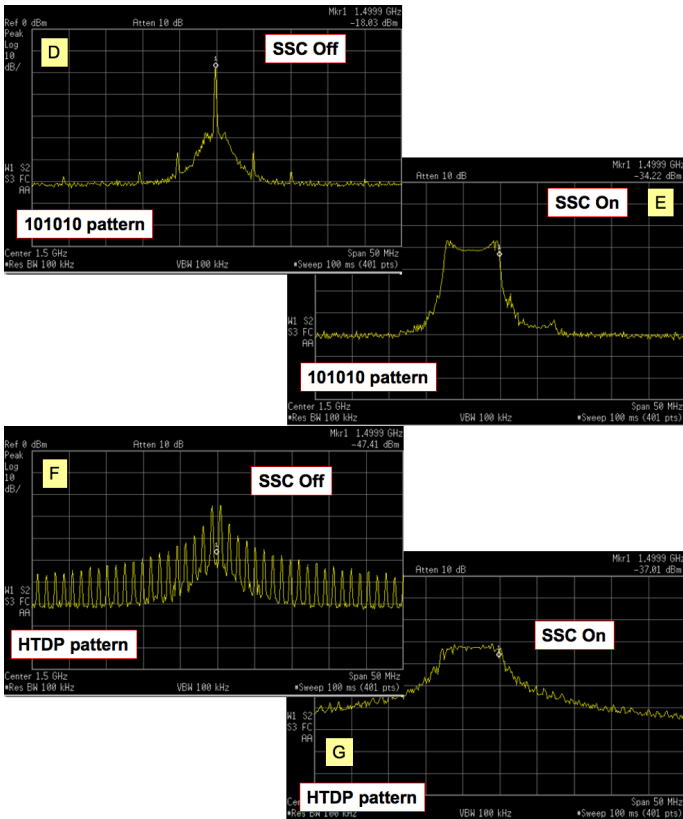 Mkr1 1.4999 GHz
Ref 0 dBm Atten 10 dB -18.03 dBm
Peak
Log
10
dB/
D
SSC Off
1
W1 S2
S3 FC
AA
101010 pattern
Center 1.5 GHz Span 50 MHz
*Res BW 100 kHz VBW 100 kHz *Sweep 100 ms (401 pts)
Mkr1 1.4999 GHz
Atten 10 dB -34.22 dBm
SSC On
E
W1 S2
S3 FC
AA
101010 pattern
Center 1.5 GHz Span 50 MHz
*Res BW 100 kHz VBW 100 kHz *Sweep 100 ms (401 pts)
Mkr1 1.4999 GHz
Ref 0 dBm Atten 10 dB -47.41 dBm
Peak
Log
10
dB/
F
SSC Off
1
W1 S2
S3 FC
AA
HTDP pattern
Center 1.5 GHz Span 50 MHz
*Res BW 100 kHz VBW 100 kHz *Sweep 100 ms (401 pts)
Mkr1 1.4999 GHz
Atten 10 dB -37.01 dBm
SSC On
W1 S2
S3 FC
AA
G
HTDP pattern
Span 50 MHz
*Res BW 100 kHz VBW 100 kHz *Sweep 100 ms (401 pts)